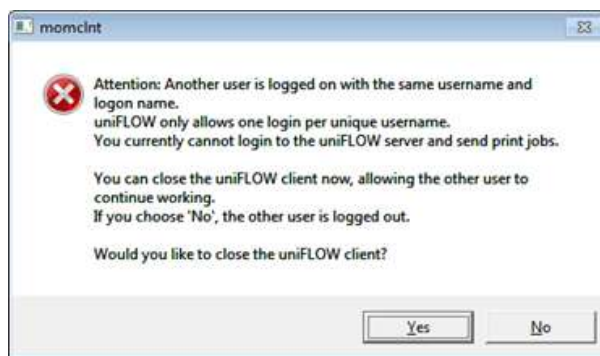 momclnt
Attention: Another user is logged on with the same username and
logon name.
uniFLOW only allows one login per unique username.
You currently cannot login to the uniFLOW server and send print jobs.
You can close the uniFLOW client now, allowing the other user to
continue working.
If you choose 'No', the other user is logged out.
Would you like to close the uniFLOW client?
Yes
No